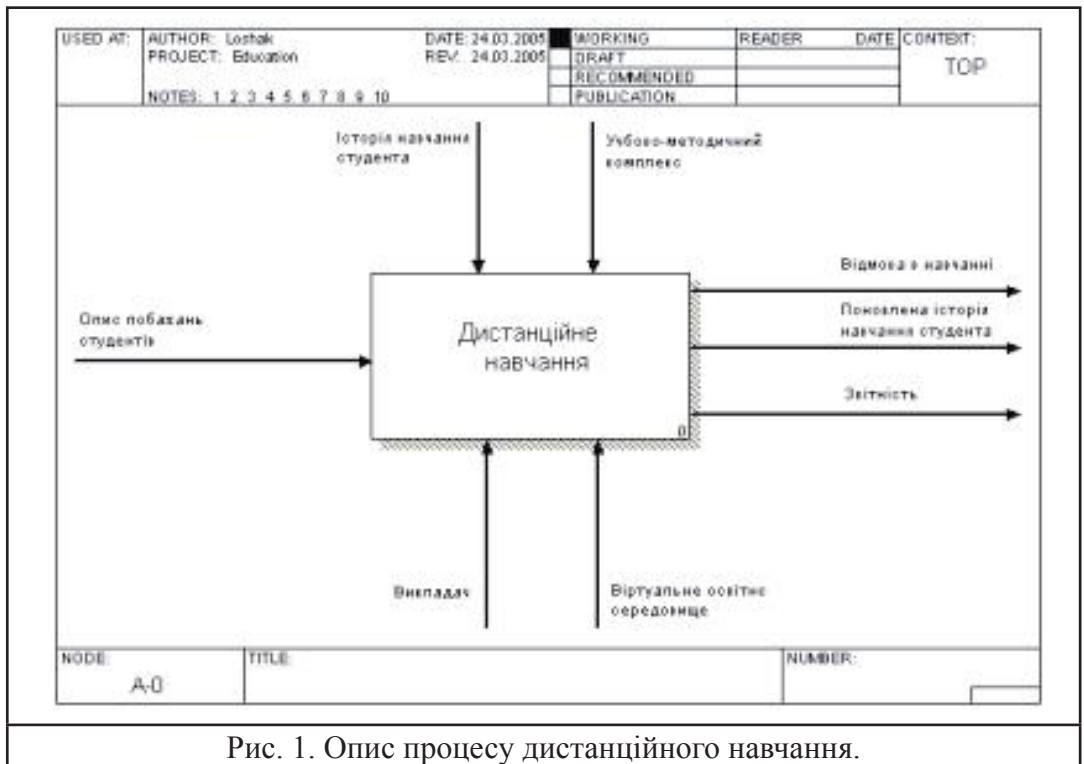 USED AT: AUTHOR: Loshak DATE: 24.03.2005 WORKING READER DATE CONTEXT:
PROJECT: Education REV: 24.03.2005 DRAFT
RECOMMENDED
TOP
NOTES: 1 2 3 4 5 6 7 8 9 10 PUBLICATION
Історія навчання
студента
Учбово-методичний
комплекс
Опис побажань
студентів
Дистанційне
навчання
0
Відмова в навчанні
Поновлена історія
навчання студента
Звітність
Викладач
Віртуальне освітнє
середовище
NODE: TITLE: NUMBER:
A-0
Рис. 1. Опис процесу дистанційного навчання.